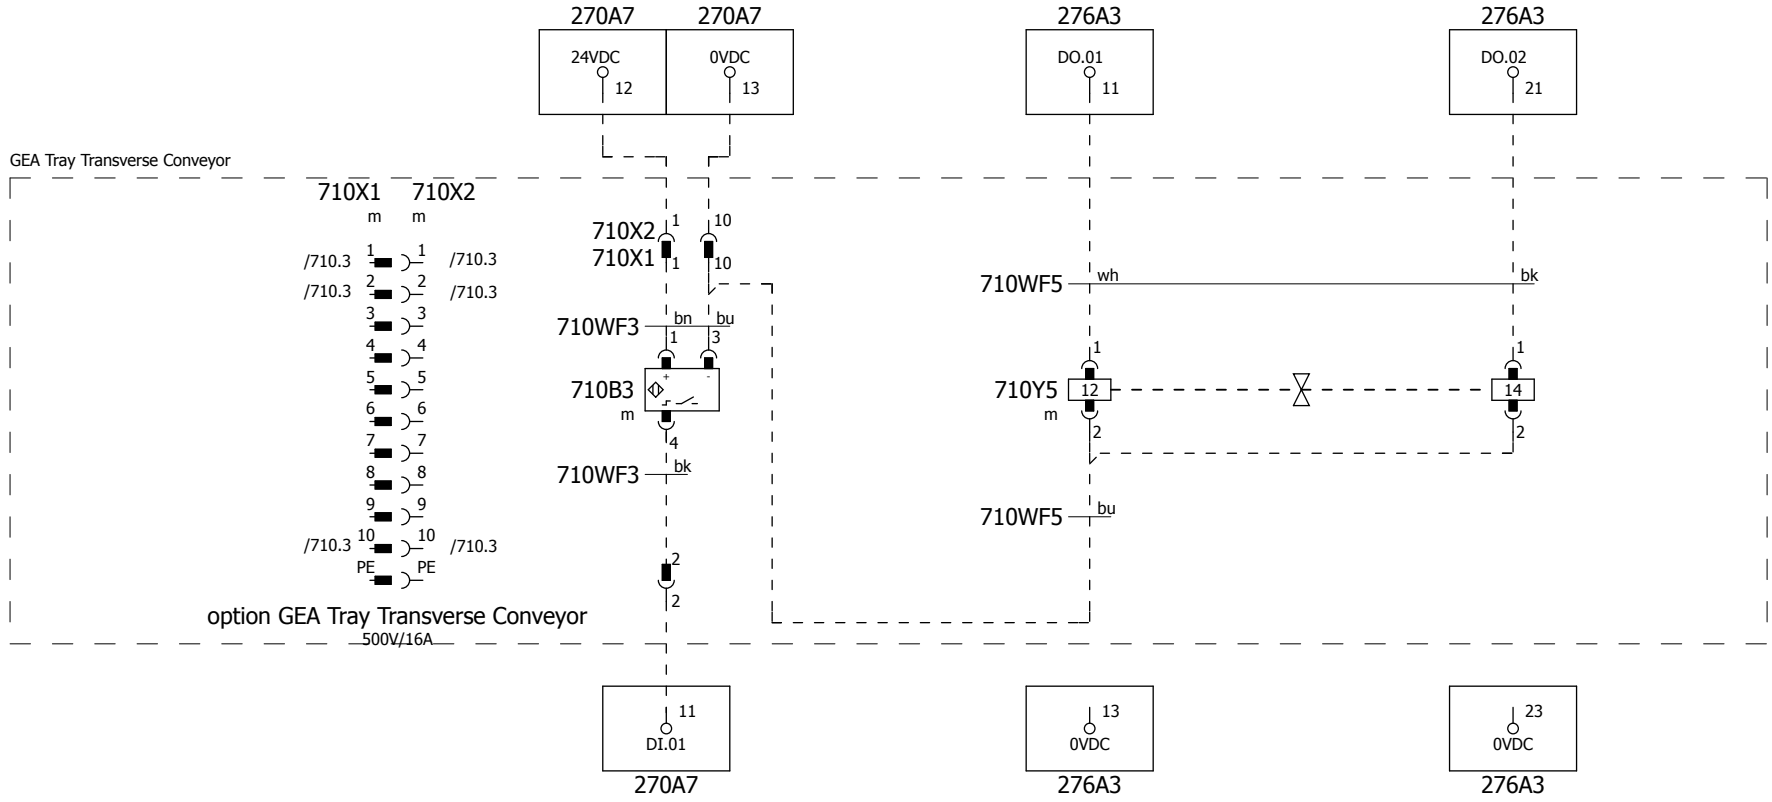 270A7 270A7 276A3 276A3
24VDC 0VDC DO.01 DO.02
12 13 11 21
GEA Tray Transverse Conveyor
710X1 710X2
m m
1 10
710X2
710X1
1 10
/710.3 1 1 /710.3
/710.3 2 2 /710.3
3 3
4 4
5 5
6 6
7 7
8 8
9 9
/710.3 10 10 /710.3
PE PE
option GEA Tray Transverse Conveyor
500V/16A
710WF3 bn bu
1 3
+ -
710B3
m
4
710WF3 bk
2
2
710WF5 wh bk
1 1
710Y5 12 14
m
2 2
710WF5 bu
11 13 23
DI.01 0VDC 0VDC
270A7 276A3 276A3